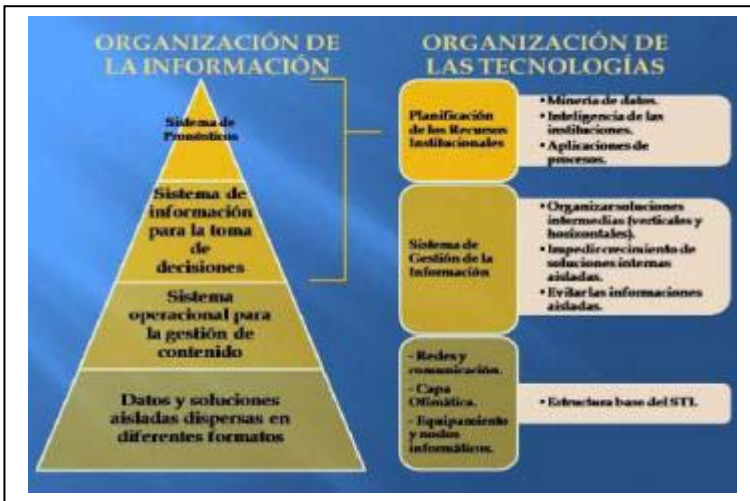 ORGANIZACIÓN DE
LA INFORMACIÓN
Sistema de
Pronósticos
Sistema de
información
para la toma
de
decisiones
Sistema
operacional para
la gestión de
contenido
Datos y soluciones
aisladas dispersas en
diferentes formatos
ORGANIZACIÓN DE
LAS TECNOLOGÍAS
Planificación
de los Recursos
Institucionales
• Minería de datos.
• Inteligencia de las
instituciones.
• Aplicaciones de
procesos.
Sistema de
Gestión de la
Información
• Organizar soluciones
intermedias (verticales y
horizontales).
• Impedir crecimiento de
soluciones internas
aisladas.
• Evitar las informaciones
aisladas.
- Redes y
comunicación.
- Capa
Ofimática.
- Equipamiento
y nodos
informáticos.
• Estructura base del STI.